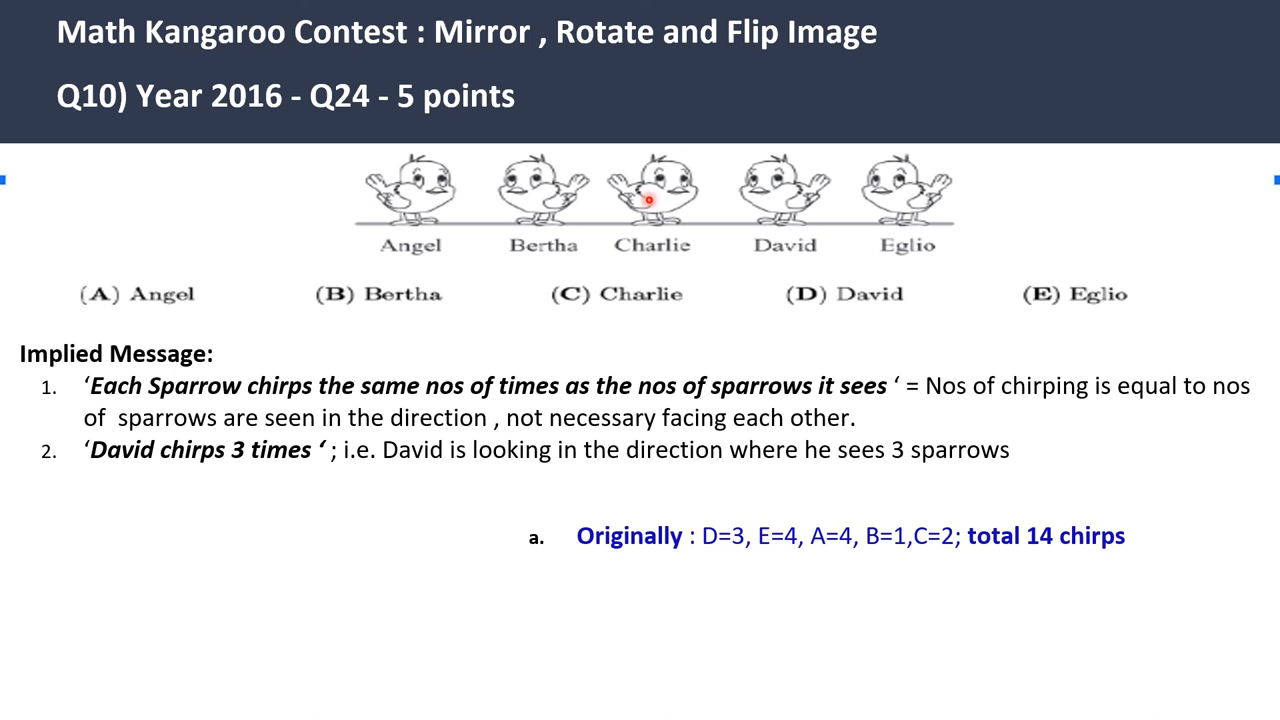 Math Kangaroo Contest : Mirror , Rotate and Flip Image
Q10) Year 2016 - Q24 - 5 points
Angel Bertha Charlie David Eglio
(A) Angel (B) Bertha (C) Charlie (D) David (E) Eglio
Implied Message:
1. ‘Each Sparrow chirps the same nos of times as the nos of sparrows it sees ‘ = Nos of chirping is equal to nos
of sparrows are seen in the direction , not necessary facing each other.
2. ‘David chirps 3 times ‘ ; i.e. David is looking in the direction where he sees 3 sparrows
a. Originally : D=3, E=4, A=4, B=1,C=2; total 14 chirps